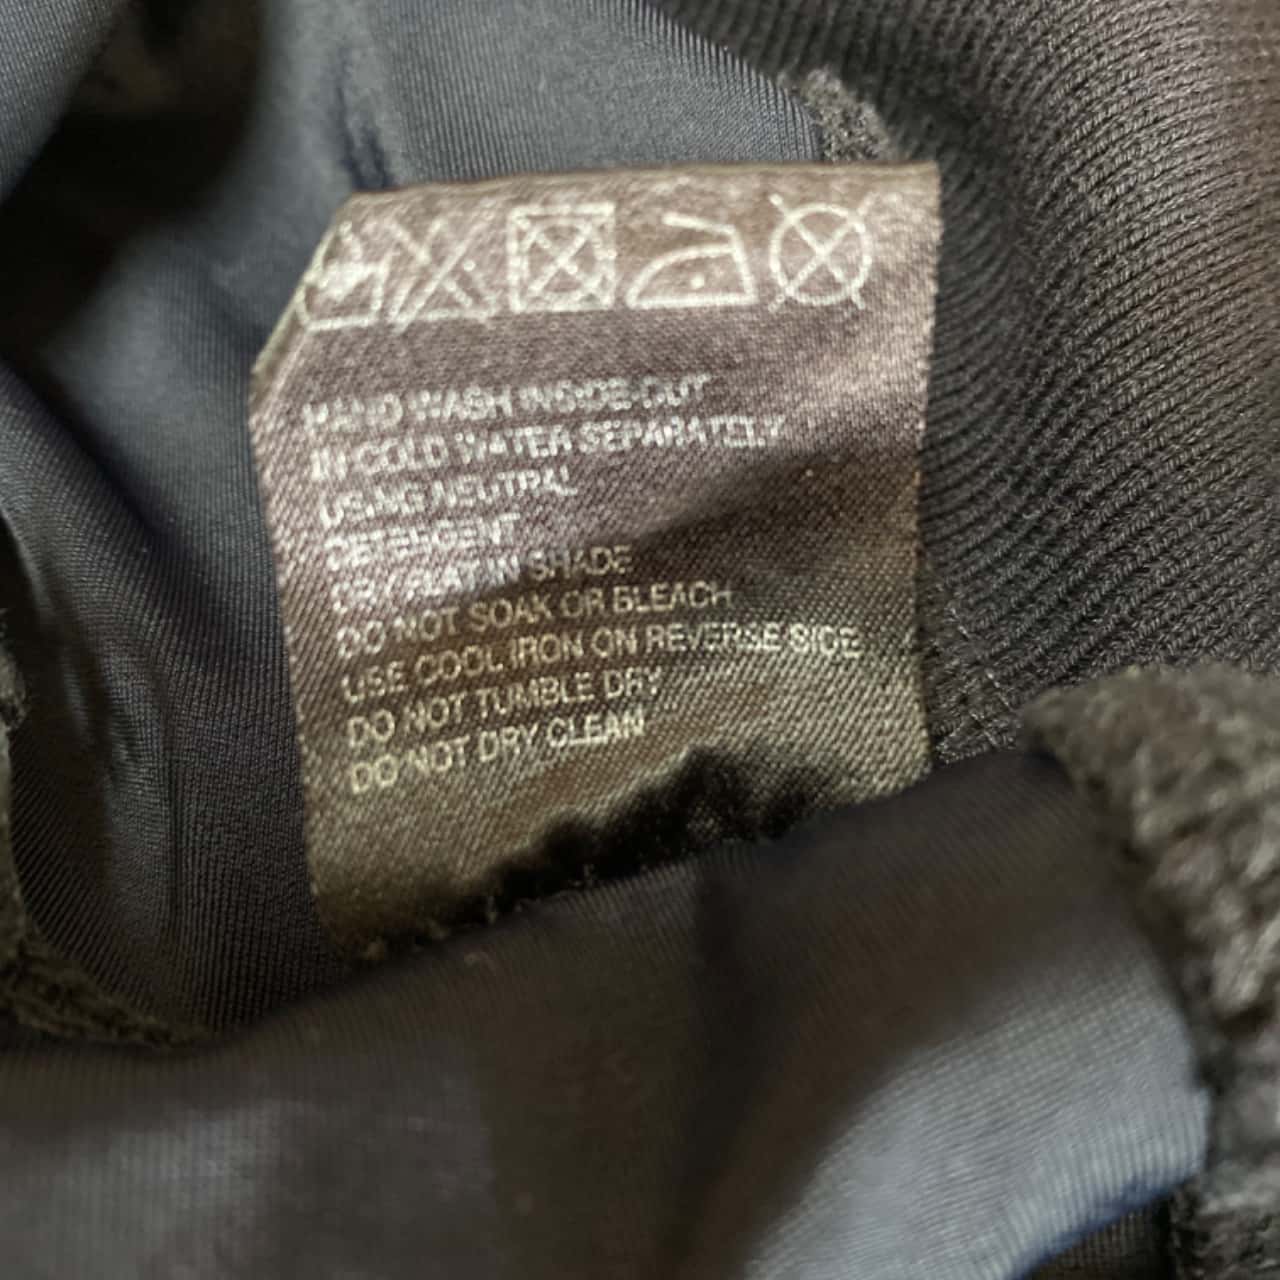 HAND WASH INSIDE-OUT
IN COLD WATER SEPARATELY
USING NEUTRAL
DETERGENT
DRY FLAT IN SHADE
DO NOT SOAK OR BLEACH
USE COOL IRON ON REVERSE SIDE
DO NOT TUMBLE DRY
DO NOT DRY CLEAN